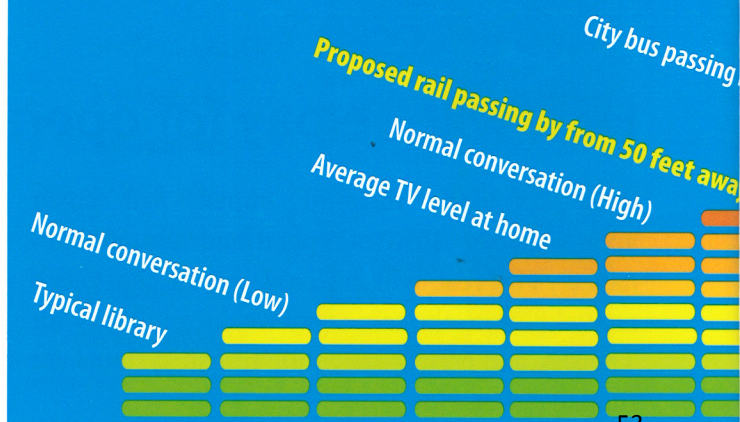 City bus passing
Proposed rail passing by from 50 feet
Normal conversation (High)
Average TV level at home
Normal conversation (Low)
Typical library